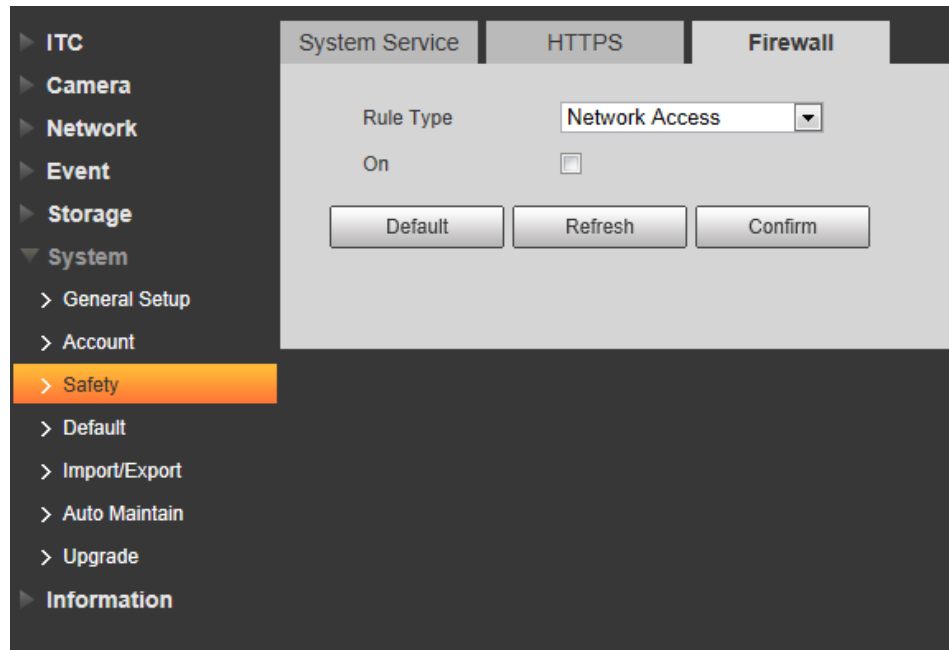 ITC
Camera
Network
Event
Storage
System
> General Setup
> Account
> Safety
> Default
> Import/Export
> Auto Maintain
> Upgrade
Information
System Service HTTPS Firewall
Rule Type Network Access
On
Default Refresh Confirm